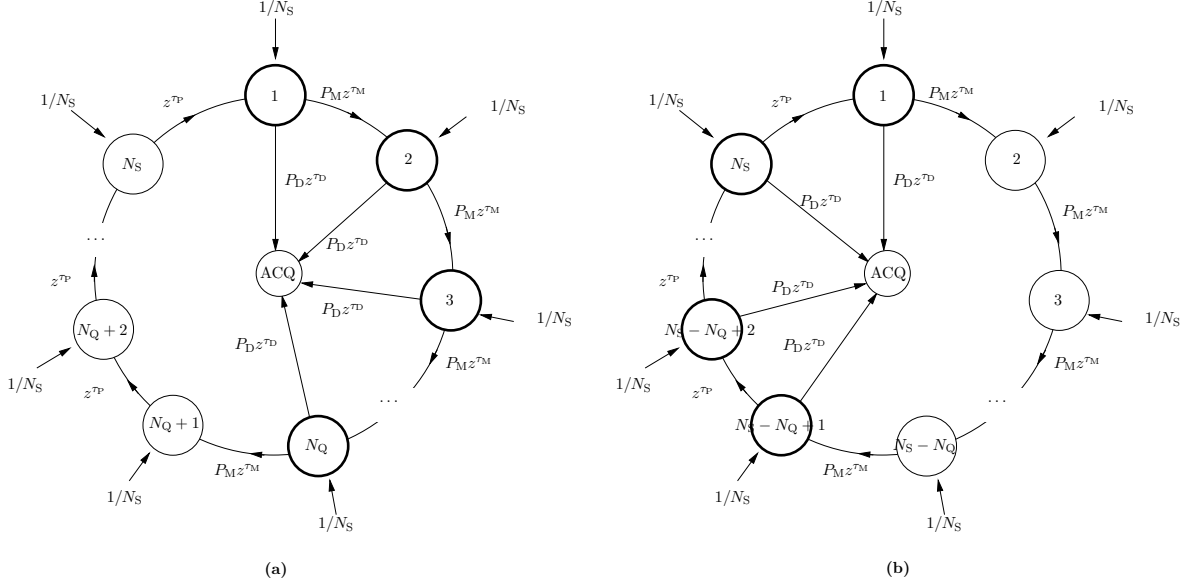 1/N_S
1/N_S
z^{τ_P}
1
P_M z^{τ_M}
1/N_S
N_S
2
P_D z^{τ_D}
P_M z^{τ_M}
...
P_D z^{τ_D}
z^{τ_P}
ACQ
3
P_D z^{τ_D}
1/N_S
N_Q + 2
P_D z^{τ_D}
P_M z^{τ_M}
1/N_S
z^{τ_P}
...
N_Q + 1
N_Q
P_M z^{τ_M}
1/N_S
1/N_S
(a)
1/N_S
1/N_S
z^{τ_P}
1
P_M z^{τ_M}
1/N_S
N_S
2
P_D z^{τ_D}
P_D z^{τ_D}
P_M z^{τ_M}
...
z^{τ_P}
ACQ
P_D z^{τ_D}
3
1/N_S
N_S − N_Q + 2
P_D z^{τ_D}
P_M z^{τ_M}
1/N_S
z^{τ_P}
...
N_S − N_Q + 1
N_S − N_Q
P_M z^{τ_M}
1/N_S
1/N_S
(b)